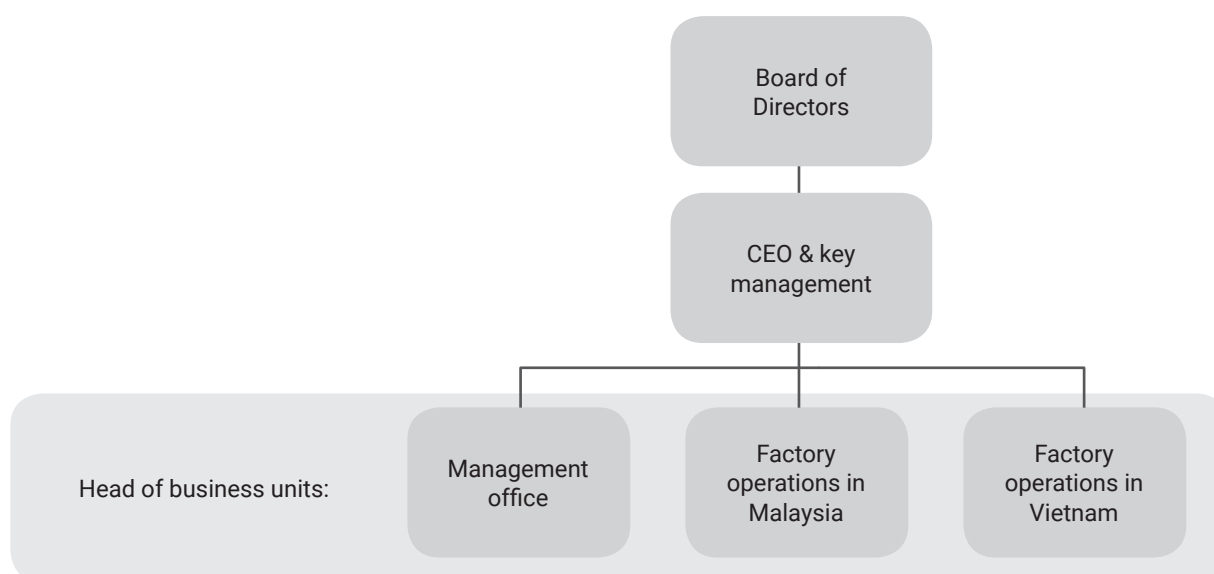 Board of
Directors
CEO & key
management
Head of business units:
Management
office
Factory
operations in
Malaysia
Factory
operations in
Vietnam